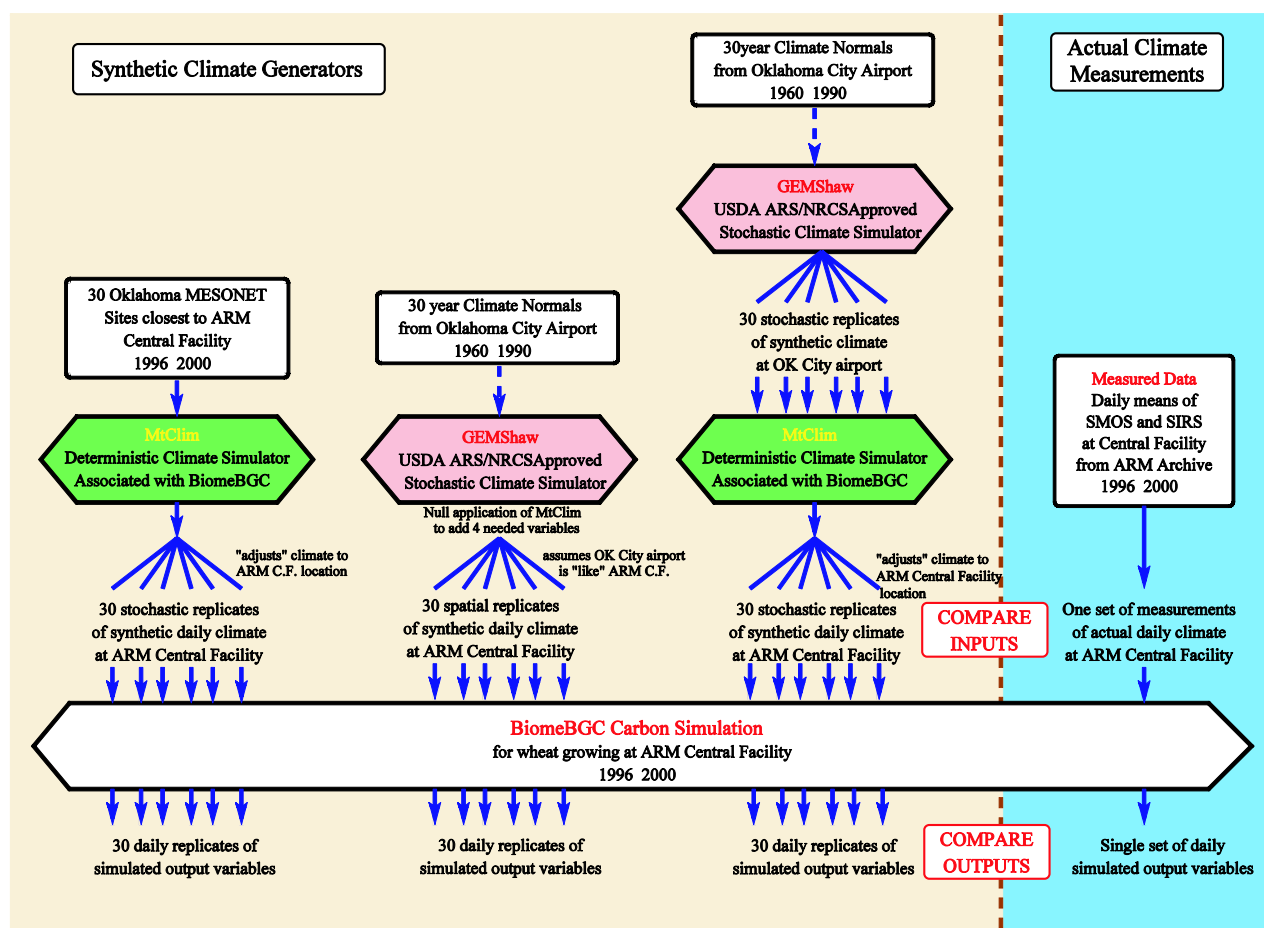 Synthetic Climate Generators
30year Climate Normals
from Oklahoma City Airport
1960 1990
Actual Climate
Measurements
GEMShaw
USDA ARS/NRCSApproved
Stochastic Climate Simulator
30 Oklahoma MESONET
Sites closest to ARM
Central Facility
1996 2000
30 year Climate Normals
from Oklahoma City Airport
1960 1990
30 stochastic replicates
of synthetic climate
at OK City airport
Measured Data
Daily means of
SMOS and SIRS
at Central Facility
from ARM Archive
1996 2000
MtClim
Deterministic Climate Simulator
Associated with BiomeBGC
GEMShaw
USDA ARS/NRCSApproved
Stochastic Climate Simulator
MtClim
Deterministic Climate Simulator
Associated with BiomeBGC
Null application of MtClim
to add 4 needed variables
"adjusts" climate to
ARM C.F. location
assumes OK City airport
is "like" ARM C.F.
"adjusts" climate to
ARM Central Facility
location
30 stochastic replicates
of synthetic daily climate
at ARM Central Facility
30 spatial replicates
of synthetic daily climate
at ARM Central Facility
30 stochastic replicates
of synthetic daily climate
at ARM Central Facility
COMPARE
INPUTS
One set of measurements
of actual daily climate
at ARM Central Facility
BiomeBGC Carbon Simulation
for wheat growing at ARM Central Facility
1996 2000
30 daily replicates of
simulated output variables
30 daily replicates of
simulated output variables
30 daily replicates of
simulated output variables
COMPARE
OUTPUTS
Single set of daily
simulated output variables